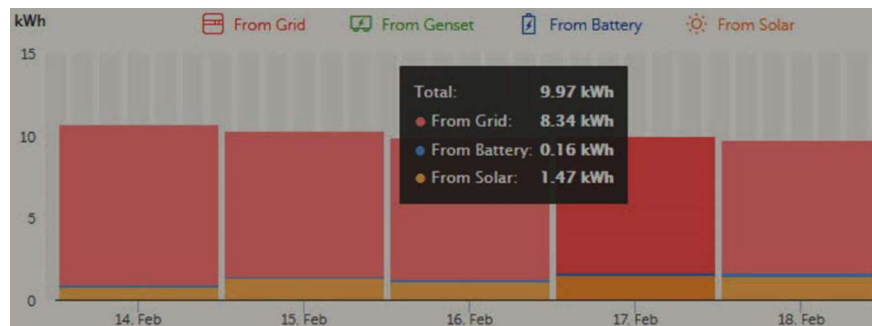 kWh From Grid From Genset From Battery From Solar
15
Total: 9.97 kWh
From Grid: 8.34 kWh
10
From Battery: 0.16 kWh
From Solar: 1.47 kWh
5
0
14. Feb 15. Feb 16. Feb 17. Feb 18. Feb